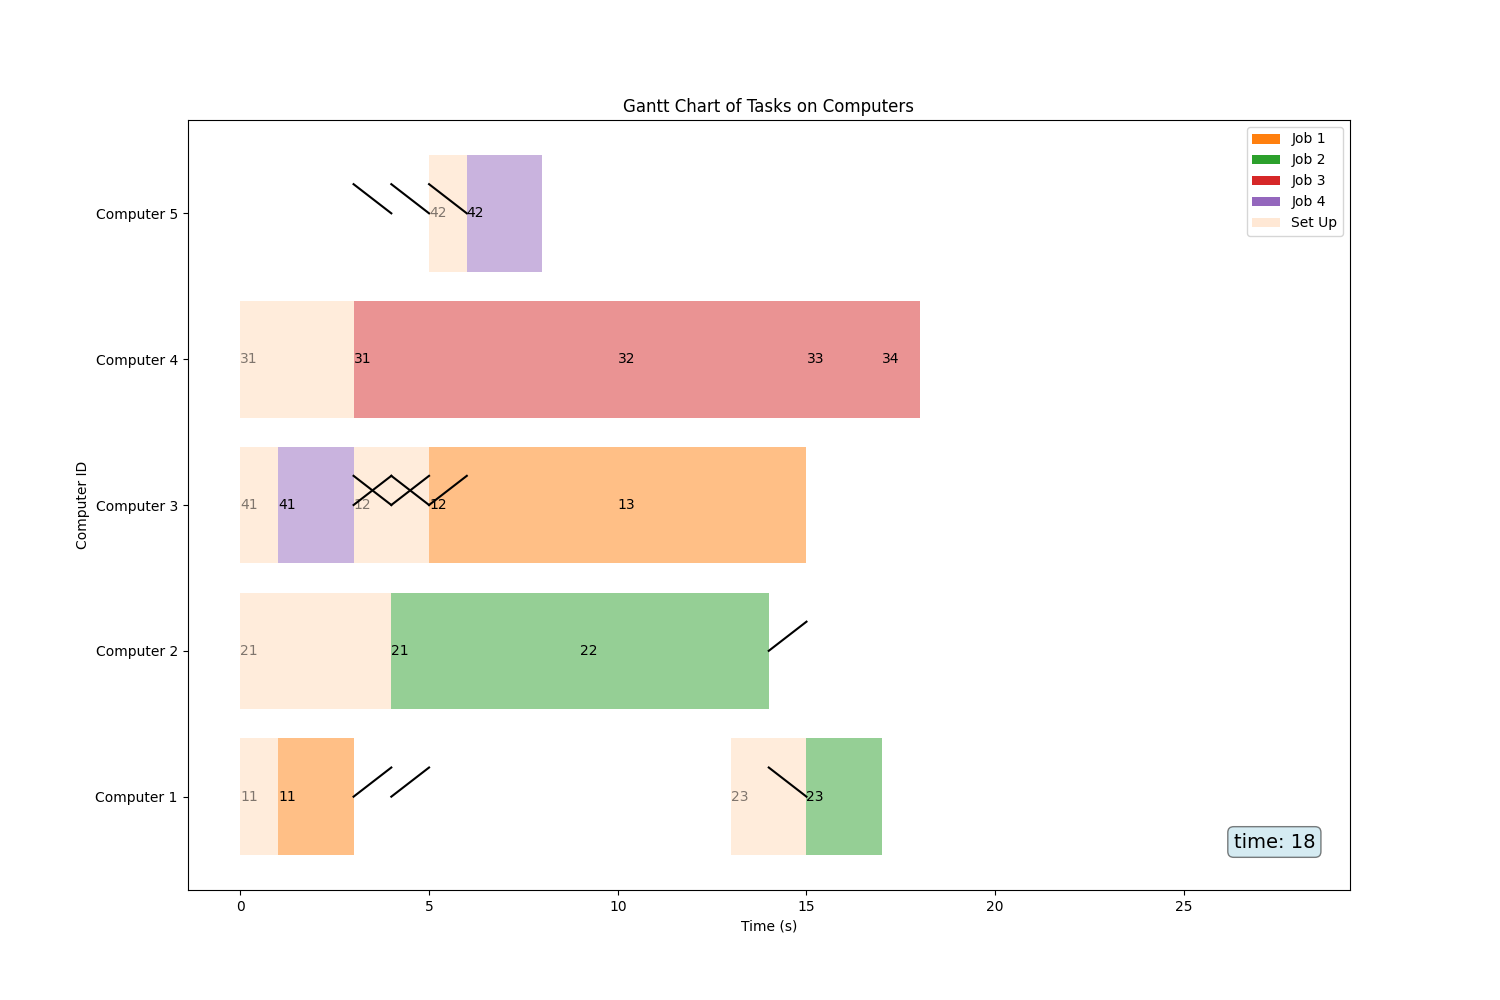 Gantt Chart of Tasks on Computers
Job 1
Job 2
Job 3
Job 4
Set Up
Computer 5
42 42
Computer 4
31 31 32 33 34
Computer 3
41 41 12 12 13
Computer 2
21 21 22
Computer 1
11 11 23 23
Computer ID
time: 18
0 5 10 15 20 25
Time (s)